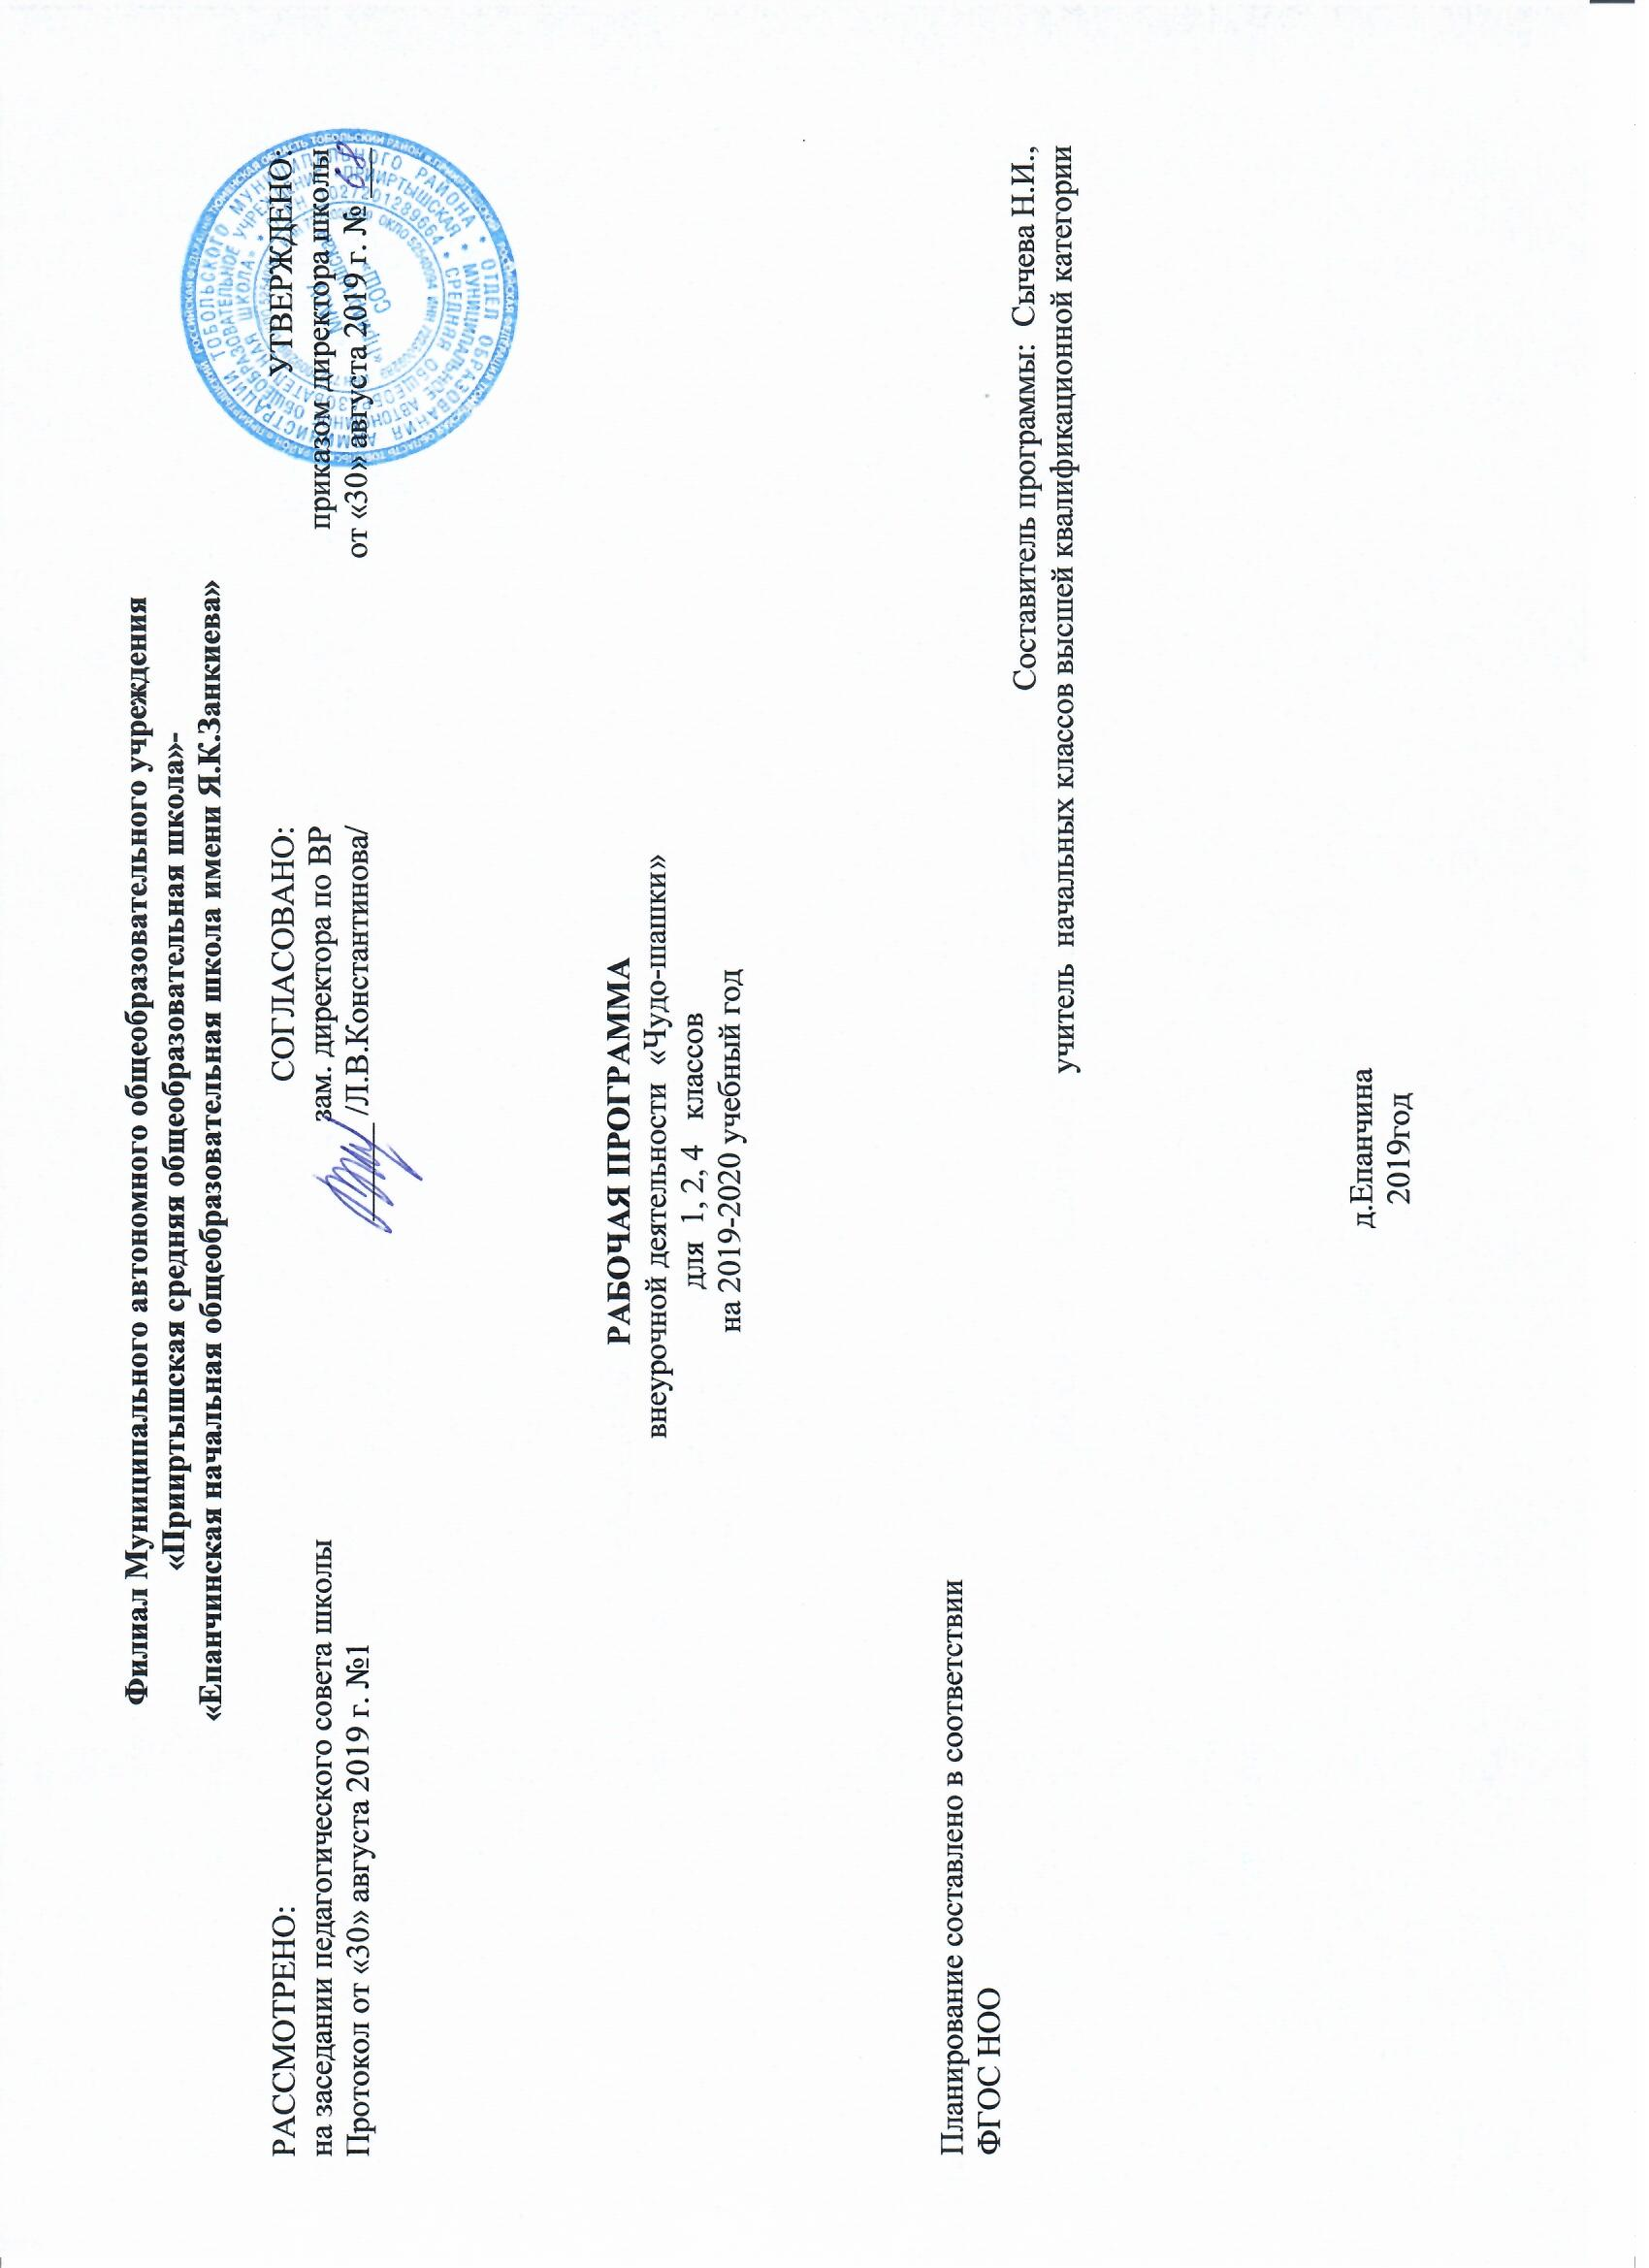 Филиал Муниципального автономного общеобразовательного учреждения
«Прииртышская средняя общеобразовательная школа»-
«Епанчинская начальная общеобразовательная школа имени Я.К.Занкиева»
РАССМОТРЕНО:
на заседании педагогического совета школы
Протокол от «30» августа 2019 г. №1
СОГЛАСОВАНО:
зам. директора по ВР
/Л.В.Константинова/
УТВЕРЖДЕНО:
приказом директора школы
от «30» августа 2019 г. № 68
РАБОЧАЯ ПРОГРАММА
внеурочной деятельности «Чудо-шашки»
для 1, 2, 4 классов
на 2019-2020 учебный год
Планирование составлено в соответствии
ФГОС НОО
Составитель программы: Сычева Н.И.,
учитель начальных классов высшей квалификационной категории
д.Епанчина
2019год